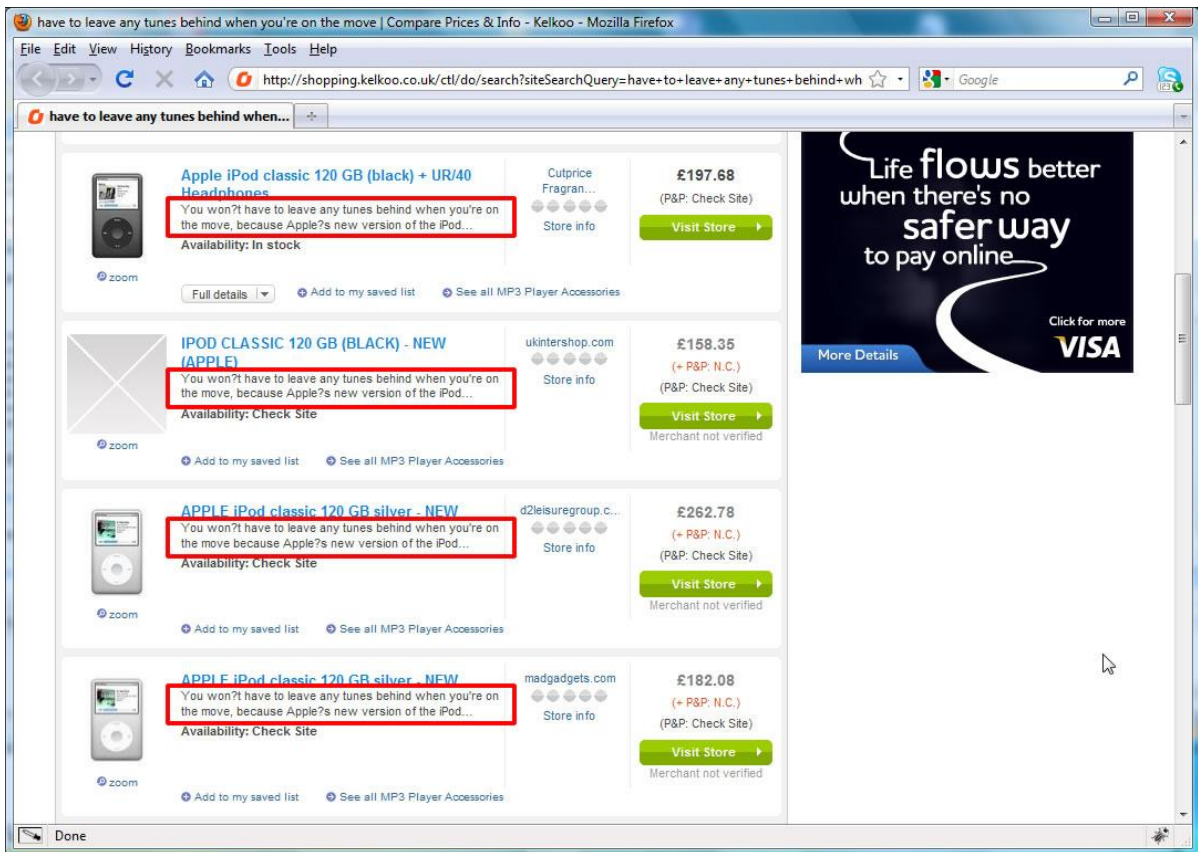 have to leave any tunes behind when you're on the move | Compare Prices & Info - Kelkoo - Mozilla Firefox
File Edit View History Bookmarks Tools Help
http://shopping.kelkoo.co.uk/ctl/do/search?siteSearchQuery=have+to+leave+any+tunes+behind+wh
Google
123
have to leave any tunes behind when...
Apple iPod classic 120 GB (black) + UR/40
Headphones
You won?t have to leave any tunes behind when you're on
the move, because Apple?s new version of the iPod...
Availability: In stock
zoom
Full details
Add to my saved list
See all MP3 Player Accessories
Cutprice
Fragran...
Store info
£197.68
(P&P: Check Site)
Visit Store
IPOD CLASSIC 120 GB (BLACK) - NEW
(APPLE)
You won?t have to leave any tunes behind when you're on
the move, because Apple?s new version of the iPod...
Availability: Check Site
zoom
Add to my saved list
See all MP3 Player Accessories
ukintershop.com
Store info
£158.35
(+ P&P: N.C.)
(P&P: Check Site)
Visit Store
Merchant not verified
APPLE iPod classic 120 GB silver - NEW
You won?t have to leave any tunes behind when you're on
the move because Apple?s new version of the iPod...
Availability: Check Site
zoom
Add to my saved list
See all MP3 Player Accessories
d2leisuregroup.c...
Store info
£262.78
(+ P&P: N.C.)
(P&P: Check Site)
Visit Store
Merchant not verified
APPLE iPod classic 120 GB silver - NEW
You won?t have to leave any tunes behind when you're on
the move, because Apple?s new version of the iPod...
Availability: Check Site
zoom
Add to my saved list
See all MP3 Player Accessories
madgadgets.com
Store info
£182.08
(+ P&P: N.C.)
(P&P: Check Site)
Visit Store
Merchant not verified
Life flows better
when there's no
safer way
to pay online
Click for more
VISA
More Details
Done